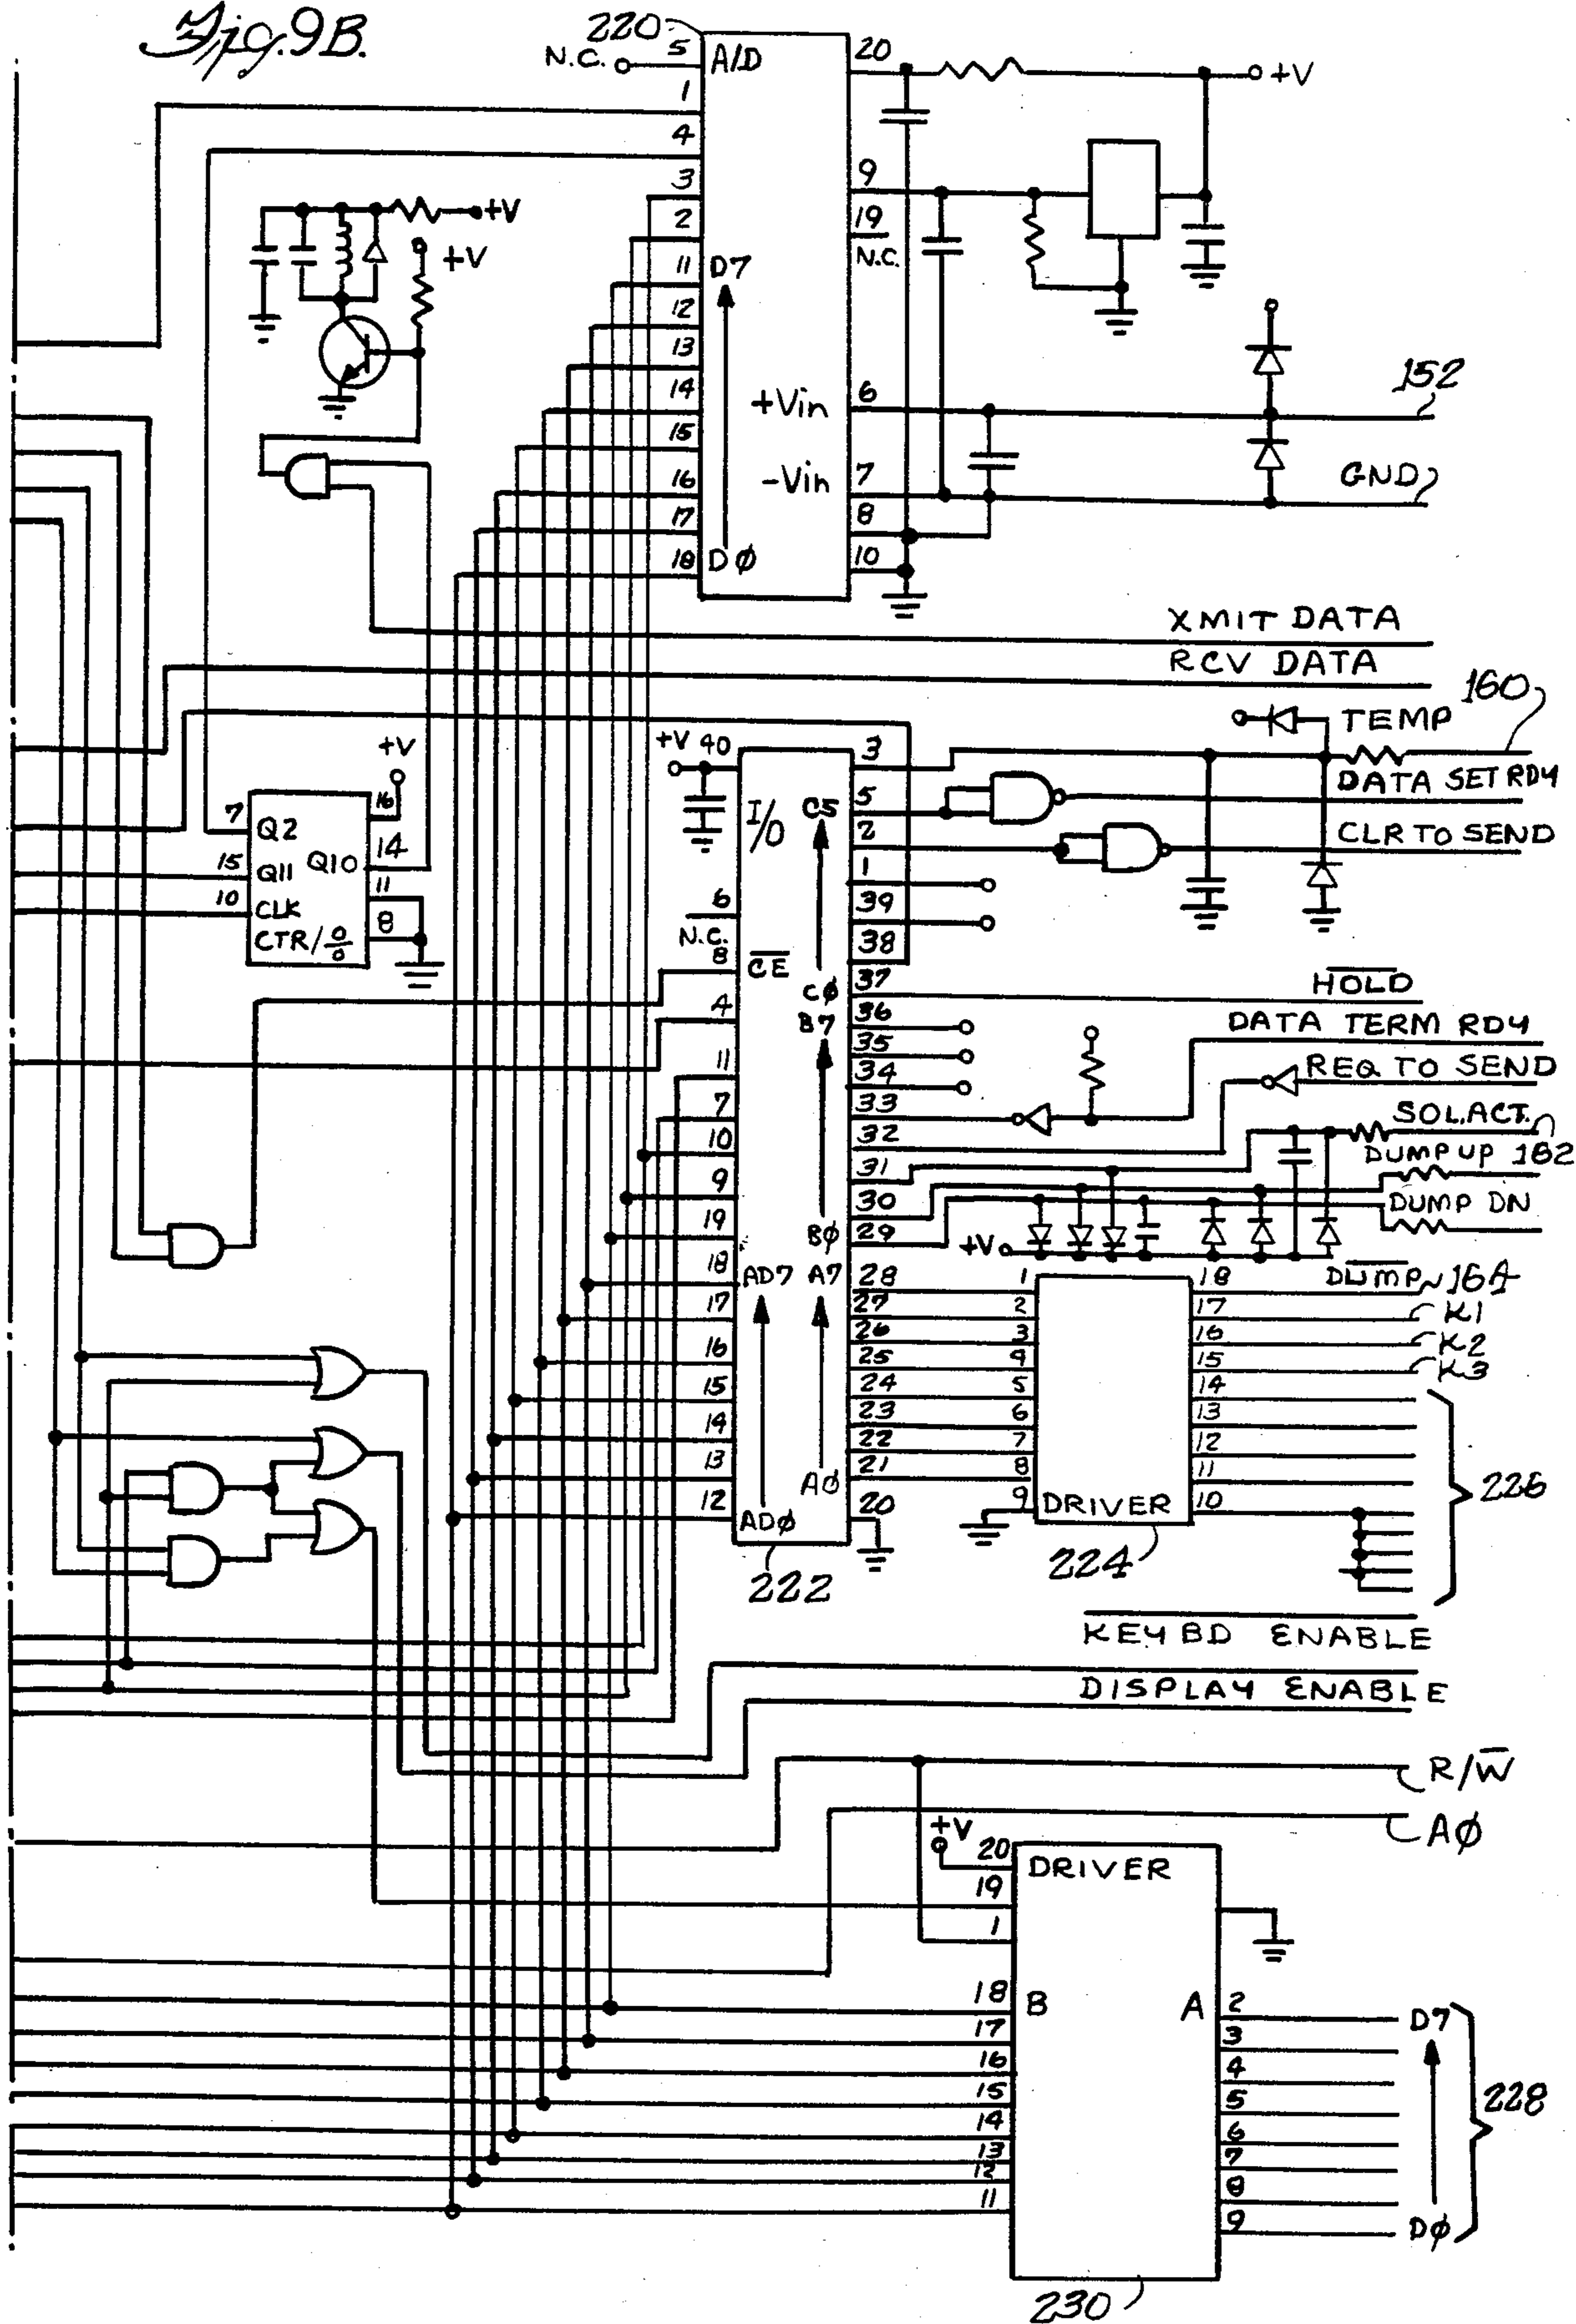 Fig. 9B.
220
N.C. 5 A/D 20 +V
1
4
3 9
2 19
N.C.
+V
+V
11 D7
12
13
14 +Vin 6 152
15
16 -Vin 7 GND
17 8
18 DØ 10
XMIT DATA
RCV DATA
160
TEMP
+V
+V 40 3
DATA SET RDY
16 I/O C5 5
7 Q2 2 CLR TO SEND
14
15 Q11 Q10 1
10 CLK 11 6 39
CTR/0/0 8 N.C. 38
8 CE
CØ 37 HOLD
4 B7 36 DATA TERM RDY
35
11 34 REQ TO SEND
7 33 SOL.ACT.
10 32 DUMP UP 162
9 31
30 DUMP DN
19 BØ 29 +V
18 AD7 A7 28 1 18 DUMP 164
17 27 2 17 K1
26 3 16 K2
16 25 4 15 K3
15 24 5 14
14 23 6 13
22 7 12
13 AØ 21 8 11
12 ADØ 20 9 DRIVER 10
226
222 224
KEYBD ENABLE
DISPLAY ENABLE
R/W
AØ
+V 20 DRIVER
19
1
18 B A 2 D7
17 3
16 4
15 5 228
14 6
13 7
12 8
11 9 DØ
230